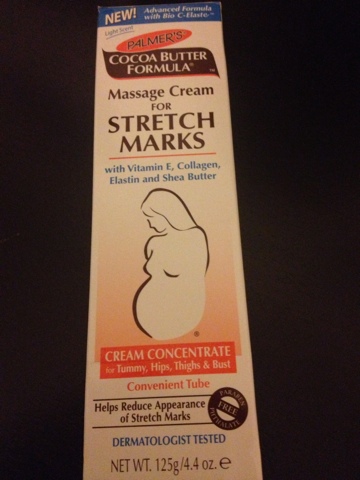 NEW!
Advanced Formula
with Bio C-Elaste™
Light Scent
PALMER'S®
COCOA BUTTER
FORMULA®
Massage Cream
FOR
STRETCH
MARKS
with Vitamin E, Collagen,
Elastin and Shea Butter
CREAM CONCENTRATE
for Tummy, Hips, Thighs & Bust
Convenient Tube
Helps Reduce Appearance
of Stretch Marks
PARABEN
FREE
PHTHALATE
DERMATOLOGIST TESTED
NET WT. 125g/4.4 oz. e